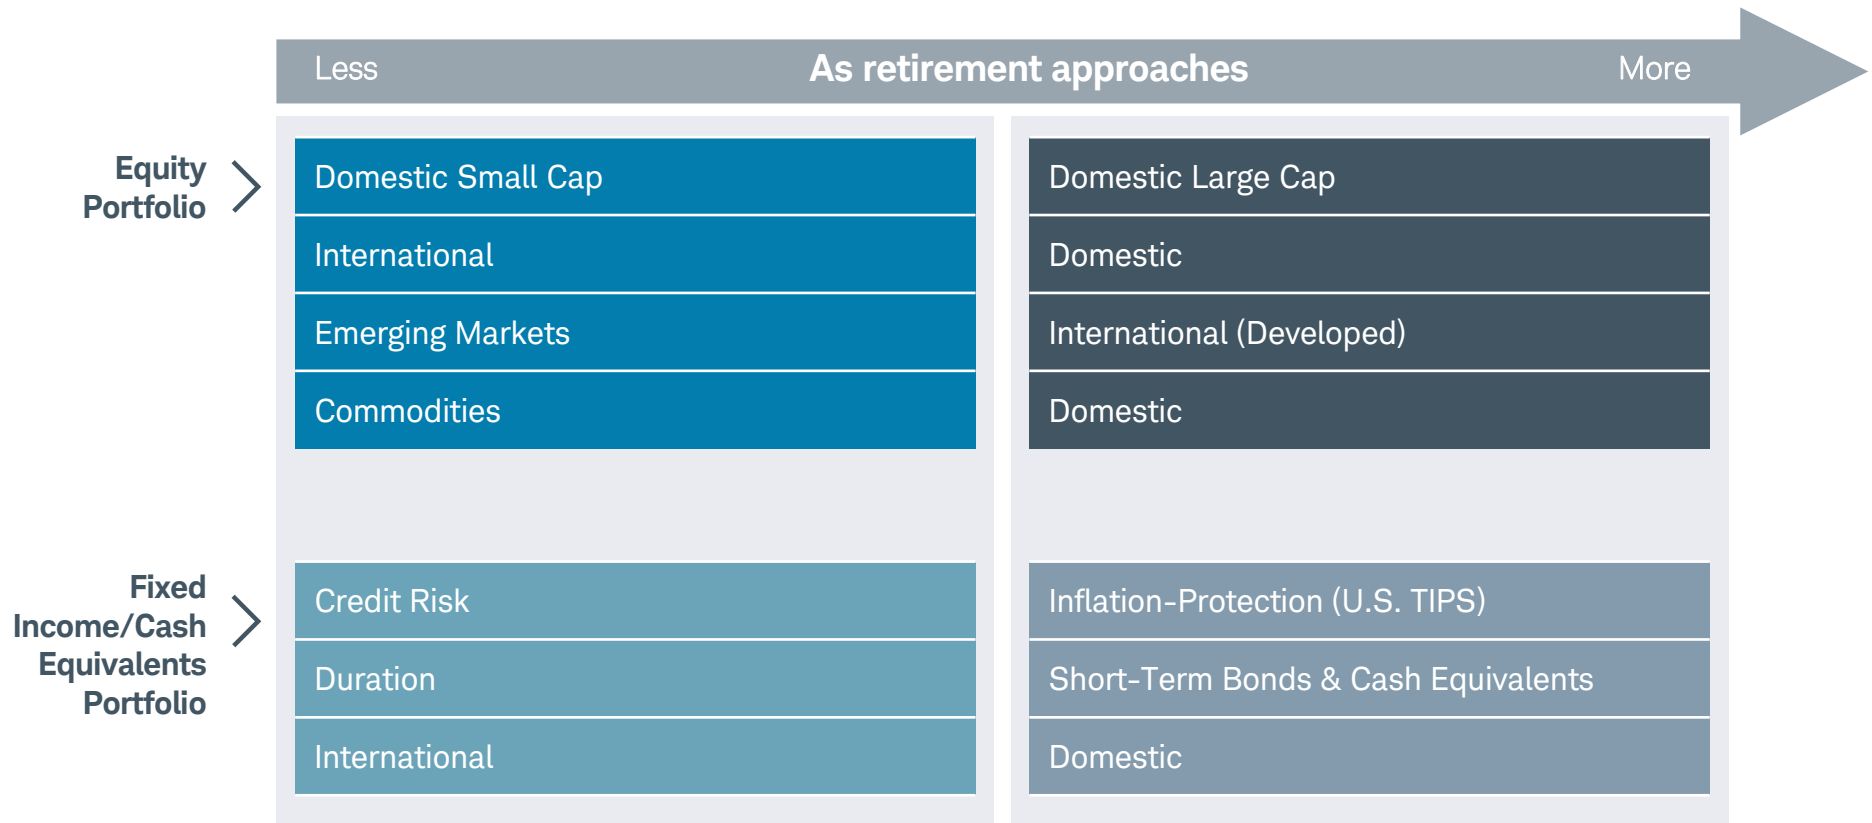 Less As retirement approaches More
Equity
Portfolio
Domestic Small Cap Domestic Large Cap
International Domestic
Emerging Markets International (Developed)
Commodities Domestic
Fixed
Income/Cash
Equivalents
Portfolio
Credit Risk Inflation-Protection (U.S. TIPS)
Duration Short-Term Bonds & Cash Equivalents
International Domestic